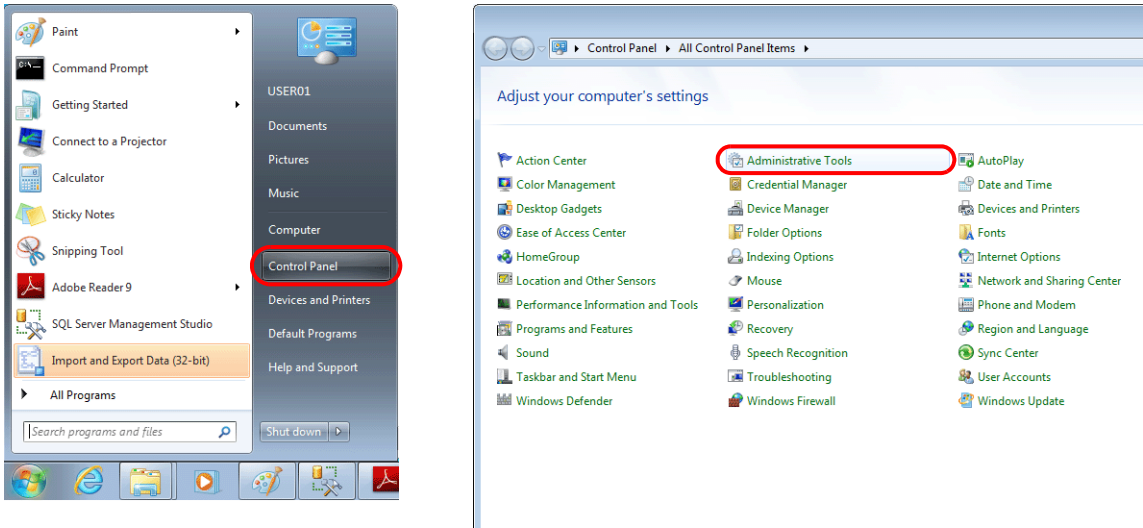 Paint
Command Prompt
Getting Started
Connect to a Projector
Calculator
Sticky Notes
Snipping Tool
Adobe Reader 9
SQL Server Management Studio
Import and Export Data (32-bit)
All Programs
Search programs and files
USER01
Documents
Pictures
Music
Computer
Control Panel
Devices and Printers
Default Programs
Help and Support
Shut down
Control Panel All Control Panel Items
Adjust your computer's settings
Action Center Administrative Tools AutoPlay
Color Management Credential Manager Date and Time
Desktop Gadgets Device Manager Devices and Printers
Ease of Access Center Folder Options Fonts
HomeGroup Indexing Options Internet Options
Location and Other Sensors Mouse Network and Sharing Center
Performance Information and Tools Personalization Phone and Modem
Programs and Features Recovery Region and Language
Sound Speech Recognition Sync Center
Taskbar and Start Menu Troubleshooting User Accounts
Windows Defender Windows Firewall Windows Update